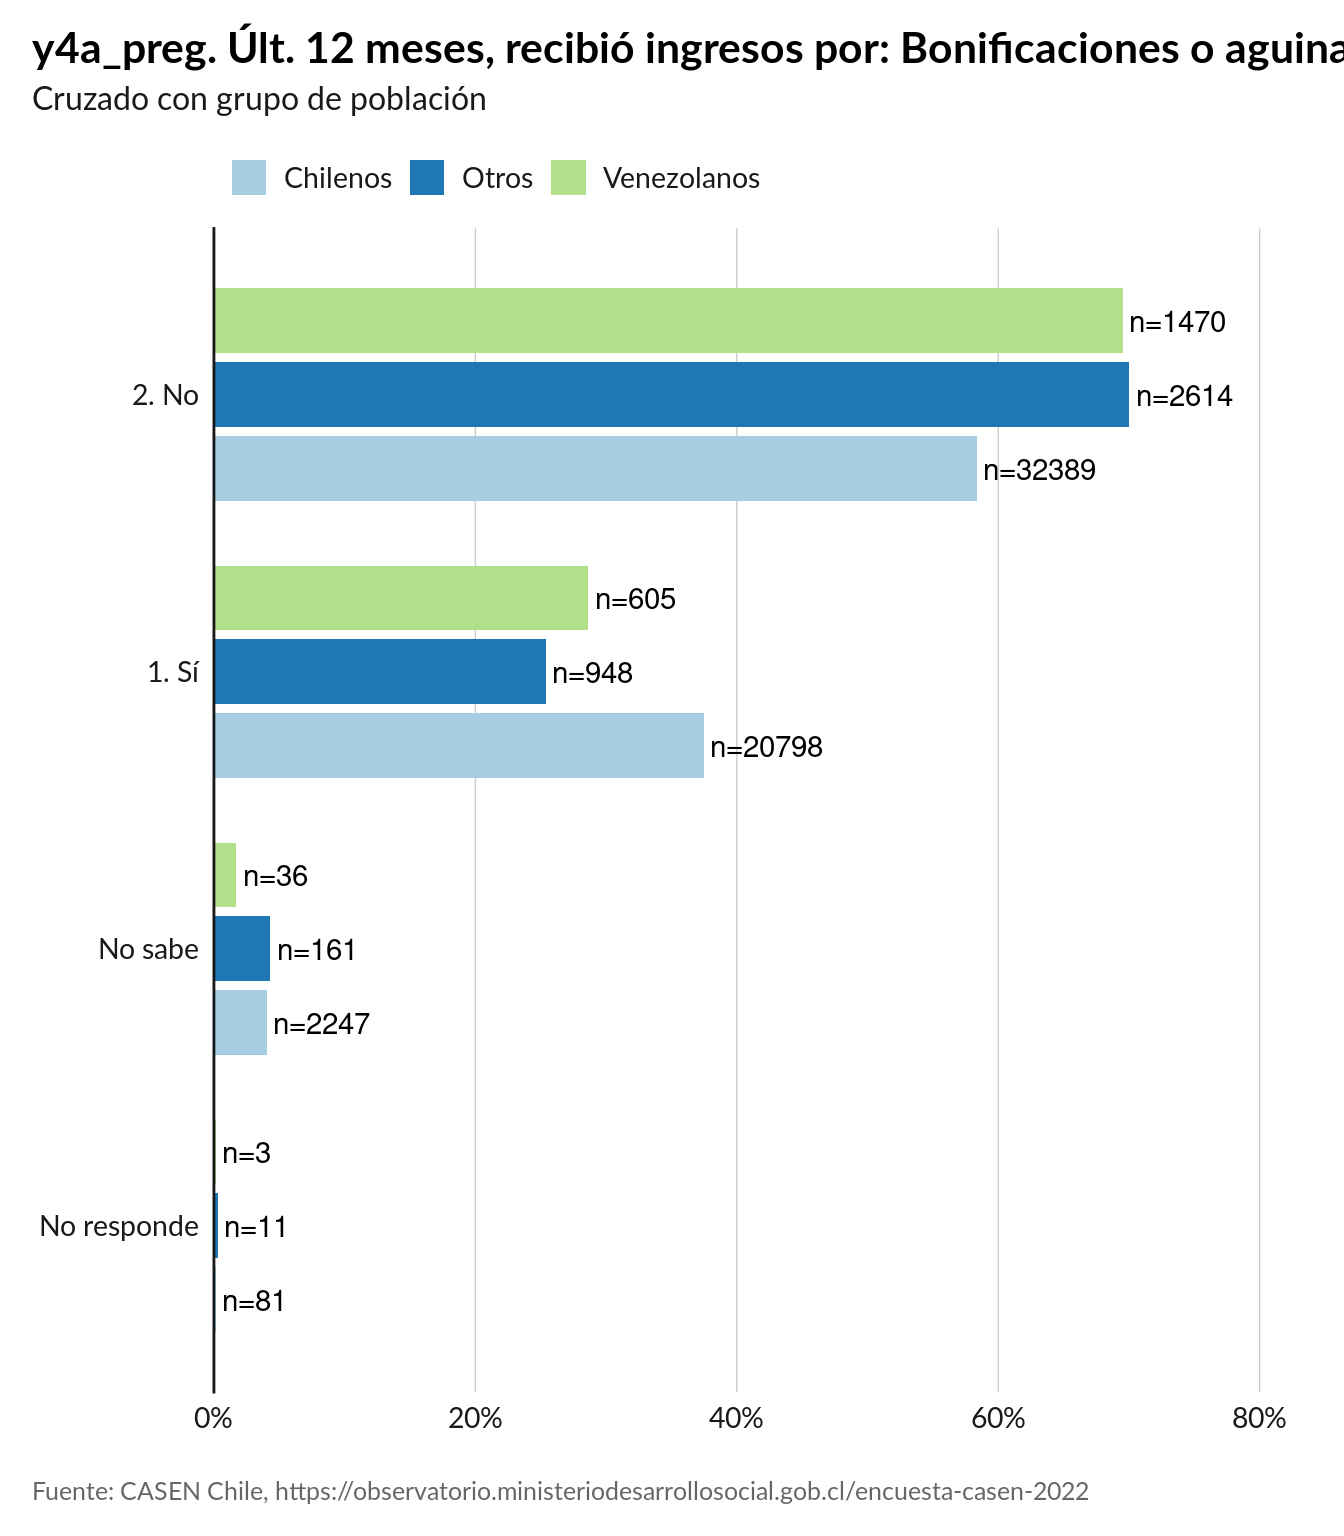 y4a_preg. Últ. 12 meses, recibió ingresos por: Bonificaciones o aguina
Cruzado con grupo de población
Chilenos Otros Venezolanos
n=1470
2. No n=2614
n=32389
n=605
1. Sí n=948
n=20798
n=36
No sabe n=161
n=2247
n=3
No responde n=11
n=81
0% 20% 40% 60% 80%
Fuente: CASEN Chile, https://observatorio.ministeriodesarrollosocial.gob.cl/encuesta-casen-2022